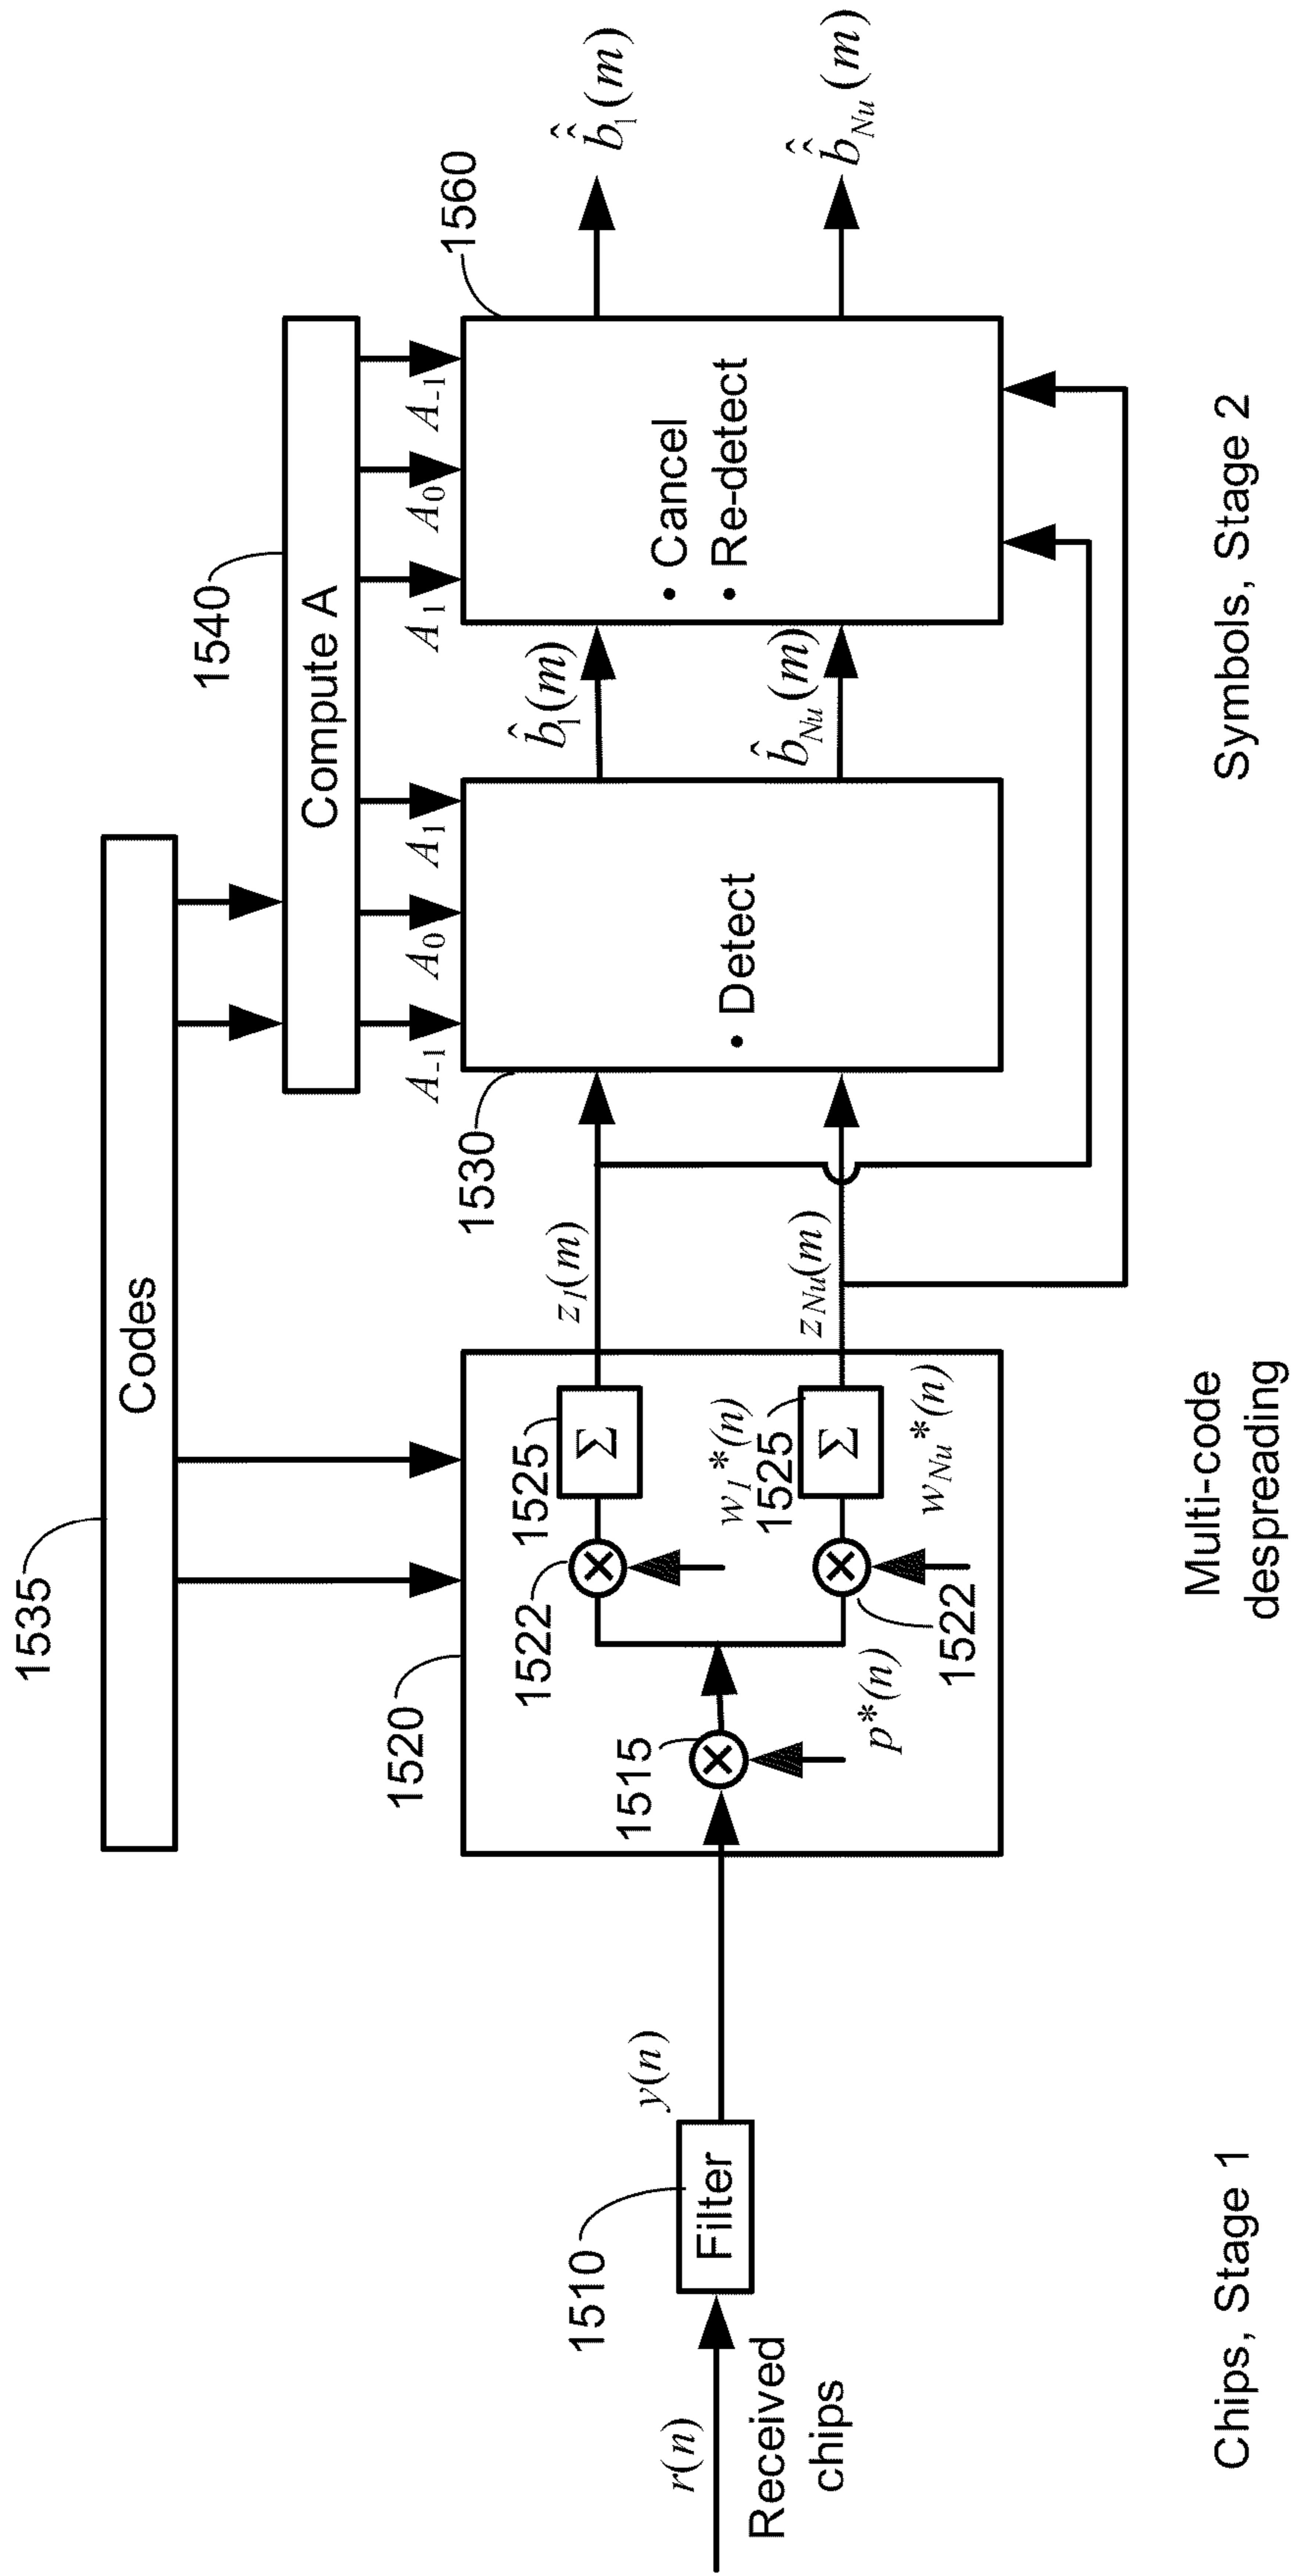 1535
Codes
1540
Compute A
A-1
A0
A1
A1
A0
A-1
1510
r(n)
Received
chips
Filter
y(n)
1520
1515
p*(n)
1522
1525
Σ
w1*(n)
1522
1525
Σ
wNu*(n)
z1(m)
zNu(m)
1530
• Detect
b̂1(m)
b̂Nu(m)
1560
• Cancel
• Re-detect
b̂̂1(m)
b̂̂Nu(m)
Chips, Stage 1
Multi-code
despreading
Symbols, Stage 2